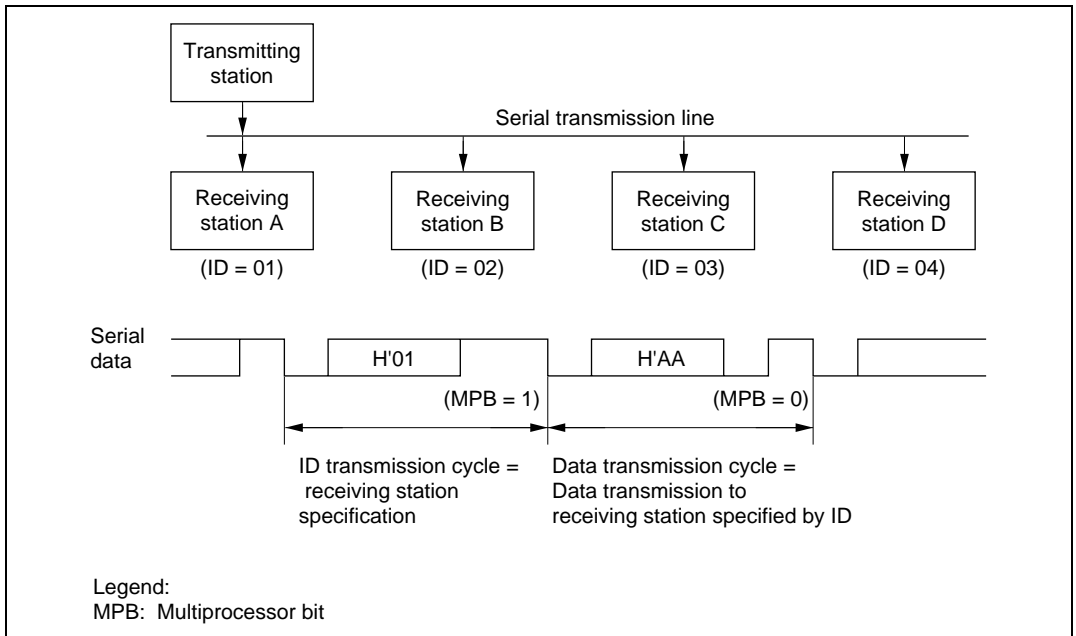 Transmitting
station
Serial transmission line
Receiving
station A
Receiving
station B
Receiving
station C
Receiving
station D
(ID = 01)
(ID = 02)
(ID = 03)
(ID = 04)
Serial
data
H'01
H'AA
(MPB = 1)
(MPB = 0)
ID transmission cycle =
receiving station
specification
Data transmission cycle =
Data transmission to
receiving station specified by ID
Legend:
MPB: Multiprocessor bit